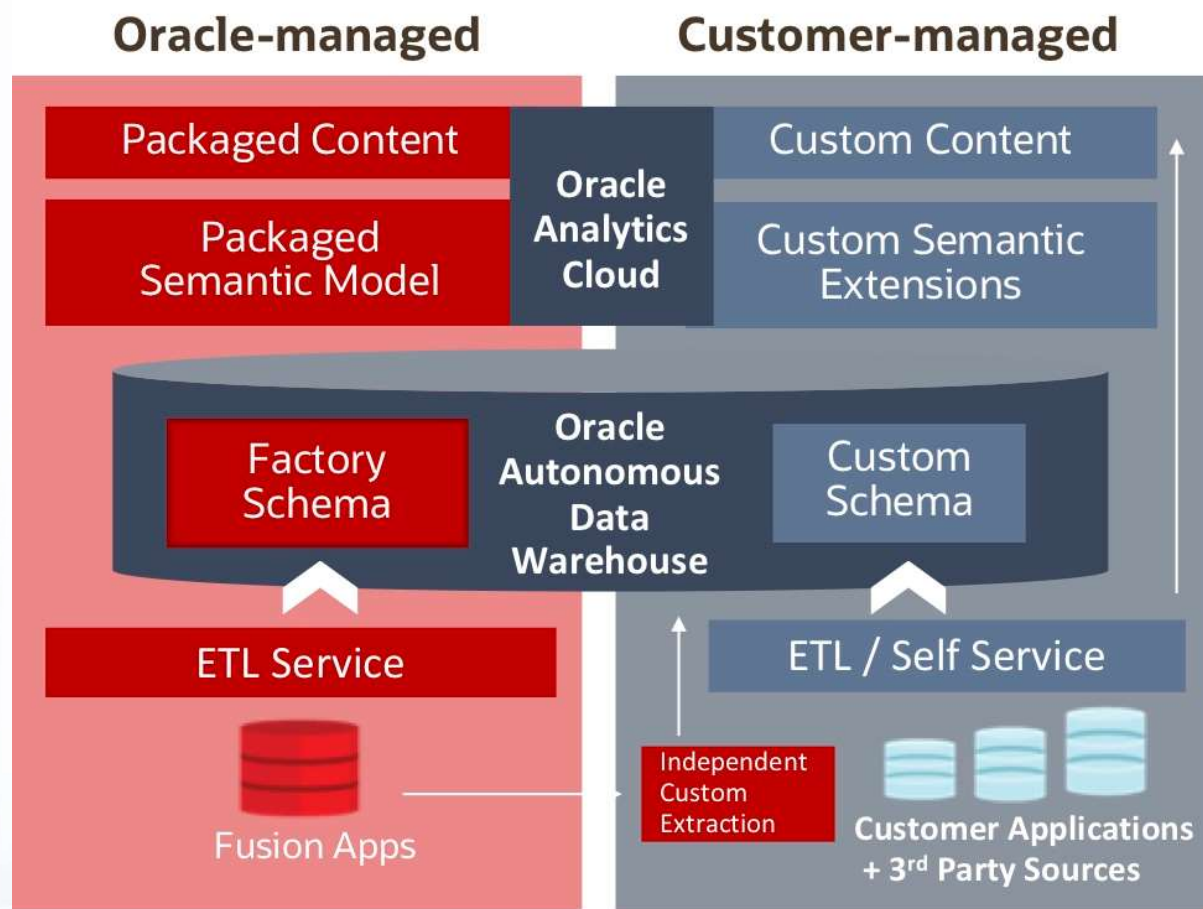 Oracle-managed
Customer-managed
Packaged Content
Packaged
Semantic Model
Oracle
Analytics
Cloud
Custom Content
Custom Semantic
Extensions
Factory
Schema
Oracle
Autonomous
Data
Warehouse
Custom
Schema
ETL Service
ETL / Self Service
Fusion Apps
Independent
Custom
Extraction
Customer Applications
+ 3rd Party Sources